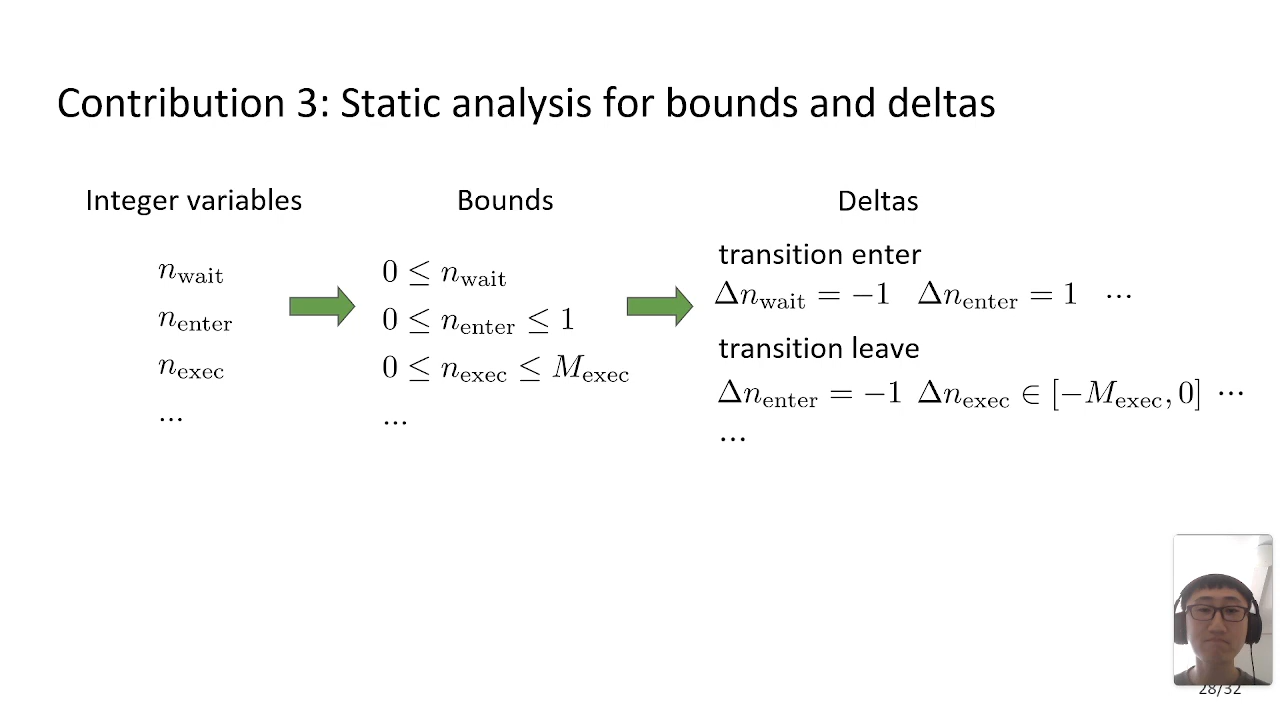 Contribution 3: Static analysis for bounds and deltas
Integer variables
n_wait
n_enter
n_exec
...
Bounds
0 ≤ n_wait
0 ≤ n_enter ≤ 1
0 ≤ n_exec ≤ M_exec
...
Deltas
transition enter
Δn_wait = −1 Δn_enter = 1 ...
transition leave
Δn_enter = −1 Δn_exec ∈ [−M_exec, 0] ...
...
28/32